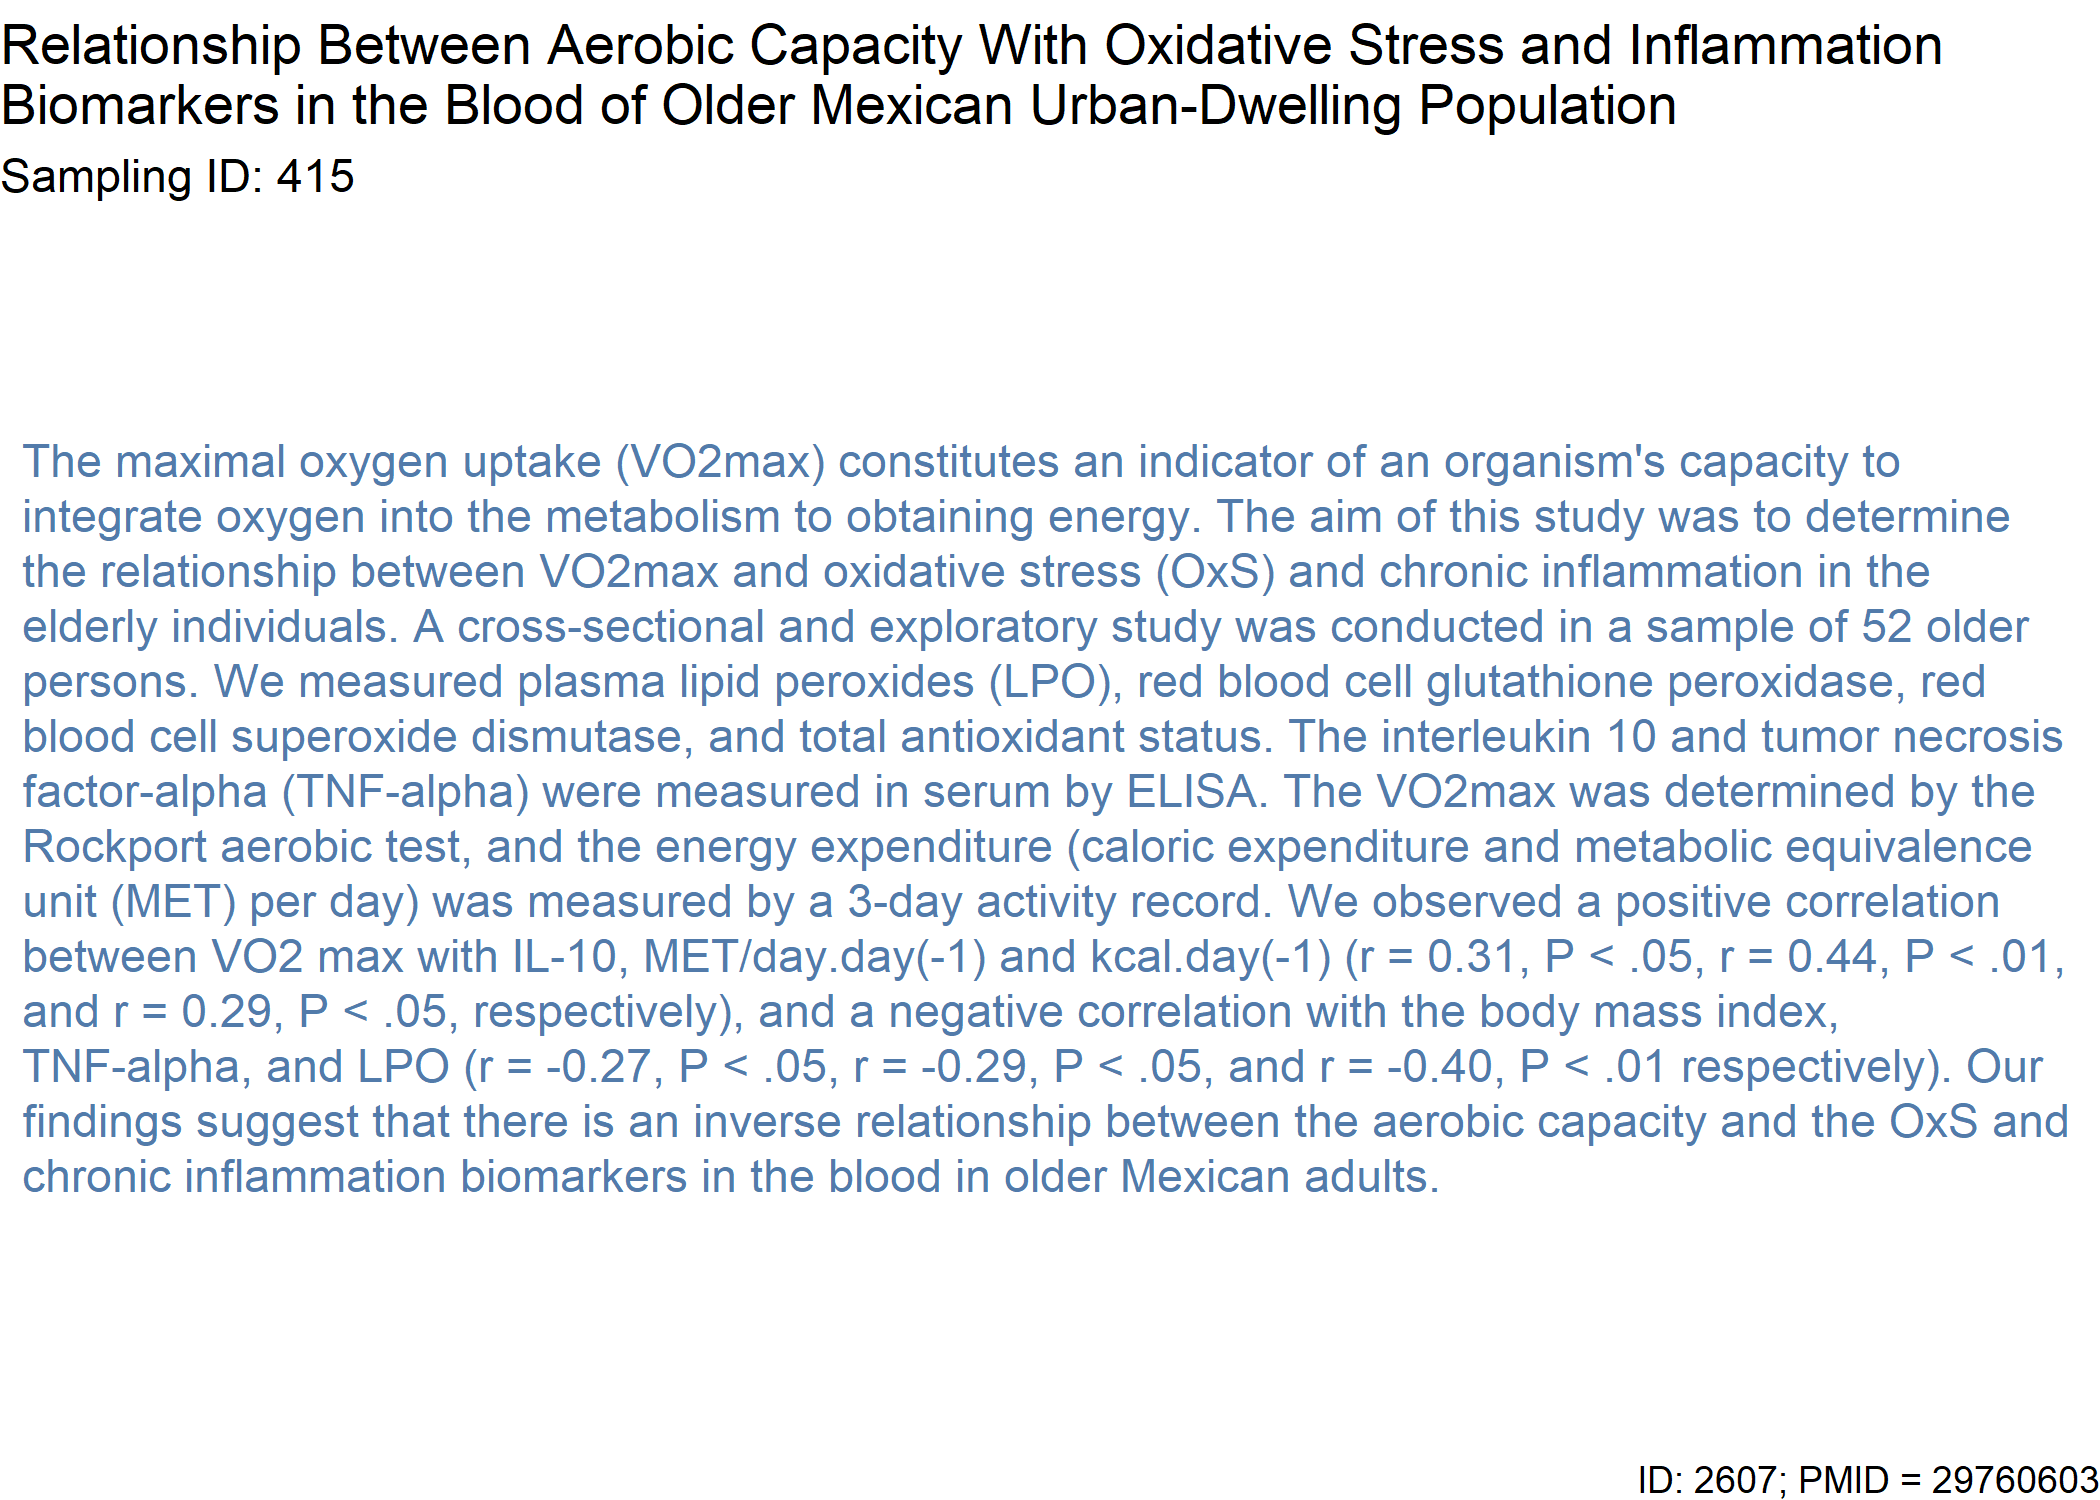 Relationship Between Aerobic Capacity With Oxidative Stress and Inflammation
Biomarkers in the Blood of Older Mexican Urban-Dwelling Population
Sampling ID: 415
The maximal oxygen uptake (VO2max) constitutes an indicator of an organism's capacity to
integrate oxygen into the metabolism to obtaining energy. The aim of this study was to determine
the relationship between VO2max and oxidative stress (OxS) and chronic inflammation in the
elderly individuals. A cross-sectional and exploratory study was conducted in a sample of 52 older
persons. We measured plasma lipid peroxides (LPO), red blood cell glutathione peroxidase, red
blood cell superoxide dismutase, and total antioxidant status. The interleukin 10 and tumor necrosis
factor-alpha (TNF-alpha) were measured in serum by ELISA. The VO2max was determined by the
Rockport aerobic test, and the energy expenditure (caloric expenditure and metabolic equivalence
unit (MET) per day) was measured by a 3-day activity record. We observed a positive correlation
between VO2 max with IL-10, MET/day.day(-1) and kcal.day(-1) (r = 0.31, P < .05, r = 0.44, P < .01,
and r = 0.29, P < .05, respectively), and a negative correlation with the body mass index,
TNF-alpha, and LPO (r = -0.27, P < .05, r = -0.29, P < .05, and r = -0.40, P < .01 respectively). Our
findings suggest that there is an inverse relationship between the aerobic capacity and the OxS and
chronic inflammation biomarkers in the blood in older Mexican adults.
ID: 2607; PMID = 29760603